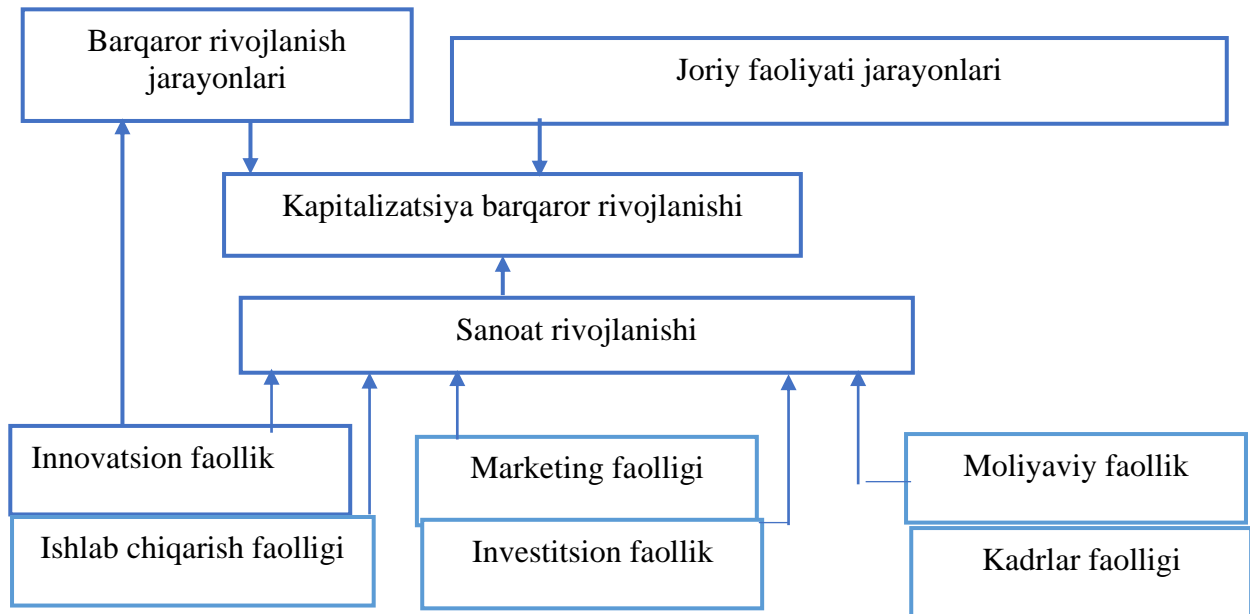 Barqaror rivojlanish
jarayonlari
Joriy faoliyati jarayonlari
Kapitalizatsiya barqaror rivojlanishi
Sanoat rivojlanishi
Innovatsion faollik
Marketing faolligi
Moliyaviy faollik
Ishlab chiqarish faolligi
Investitsion faollik
Kadrlar faolligi